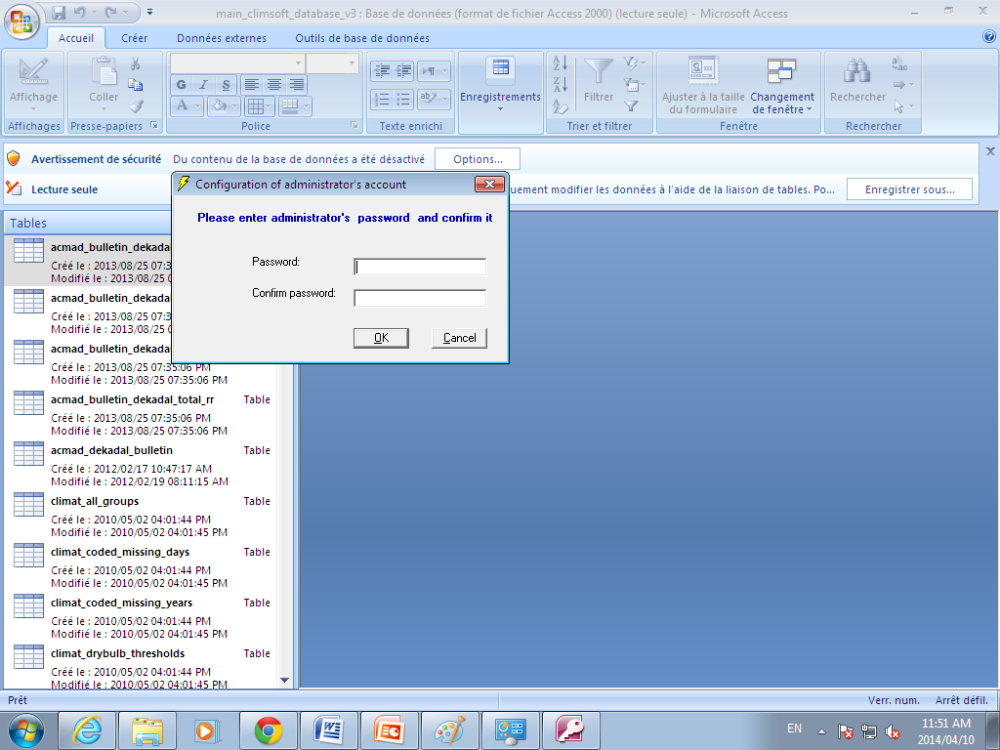 main_climsoft_database_v3 : Base de données (format de fichier Access 2000) (lecture seule) - Microsoft Access
Accueil
Créer
Données externes
Outils de base de données
Affichage
Coller
G I S
A
ab
Enregistrements
Filtrer
Ajuster à la taille
du formulaire
Changement
de fenêtre
Rechercher
Affichages
Presse-papiers
Police
Texte enrichi
Trier et filtrer
Fenêtre
Rechercher
Avertissement de sécurité Du contenu de la base de données a été désactivé
Options...
Lecture seule
uement modifier les données à l'aide de la liaison de tables. Po...
Enregistrer sous...
Configuration of administrator's account
Please enter administrator's password and confirm it
Password:
Confirm password:
OK
Cancel
Tables
acmad_bulletin_dekada
Créé le : 2013/08/25 07:3
Modifié le : 2013/08/25 0
acmad_bulletin_dekada
Créé le : 2013/08/25 07:3
Modifié le : 2013/08/25 0
acmad_bulletin_dekada
Créé le : 2013/08/25 07:35:06 PM
Modifié le : 2013/08/25 07:35:06 PM
acmad_bulletin_dekadal_total_rr Table
Créé le : 2013/08/25 07:35:06 PM
Modifié le : 2013/08/25 07:35:06 PM
acmad_dekadal_bulletin Table
Créé le : 2012/02/17 10:47:17 AM
Modifié le : 2012/02/19 08:11:15 AM
climat_all_groups Table
Créé le : 2010/05/02 04:01:44 PM
Modifié le : 2010/05/02 04:01:45 PM
climat_coded_missing_days Table
Créé le : 2010/05/02 04:01:44 PM
Modifié le : 2010/05/02 04:01:45 PM
climat_coded_missing_years Table
Créé le : 2010/05/02 04:01:44 PM
Modifié le : 2010/05/02 04:01:45 PM
climat_drybulb_thresholds Table
Créé le : 2010/05/02 04:01:44 PM
Modifié le : 2010/05/02 04:01:45 PM
Prêt
Verr. num. Arrêt défil.
EN
11:51 AM
2014/04/10